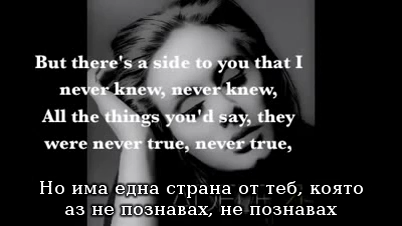 But there's a side to you that I
never knew, never knew,
All the things you'd say, they
were never true, never true,
Но има една страна от теб, която
аз не познавах, не познавах